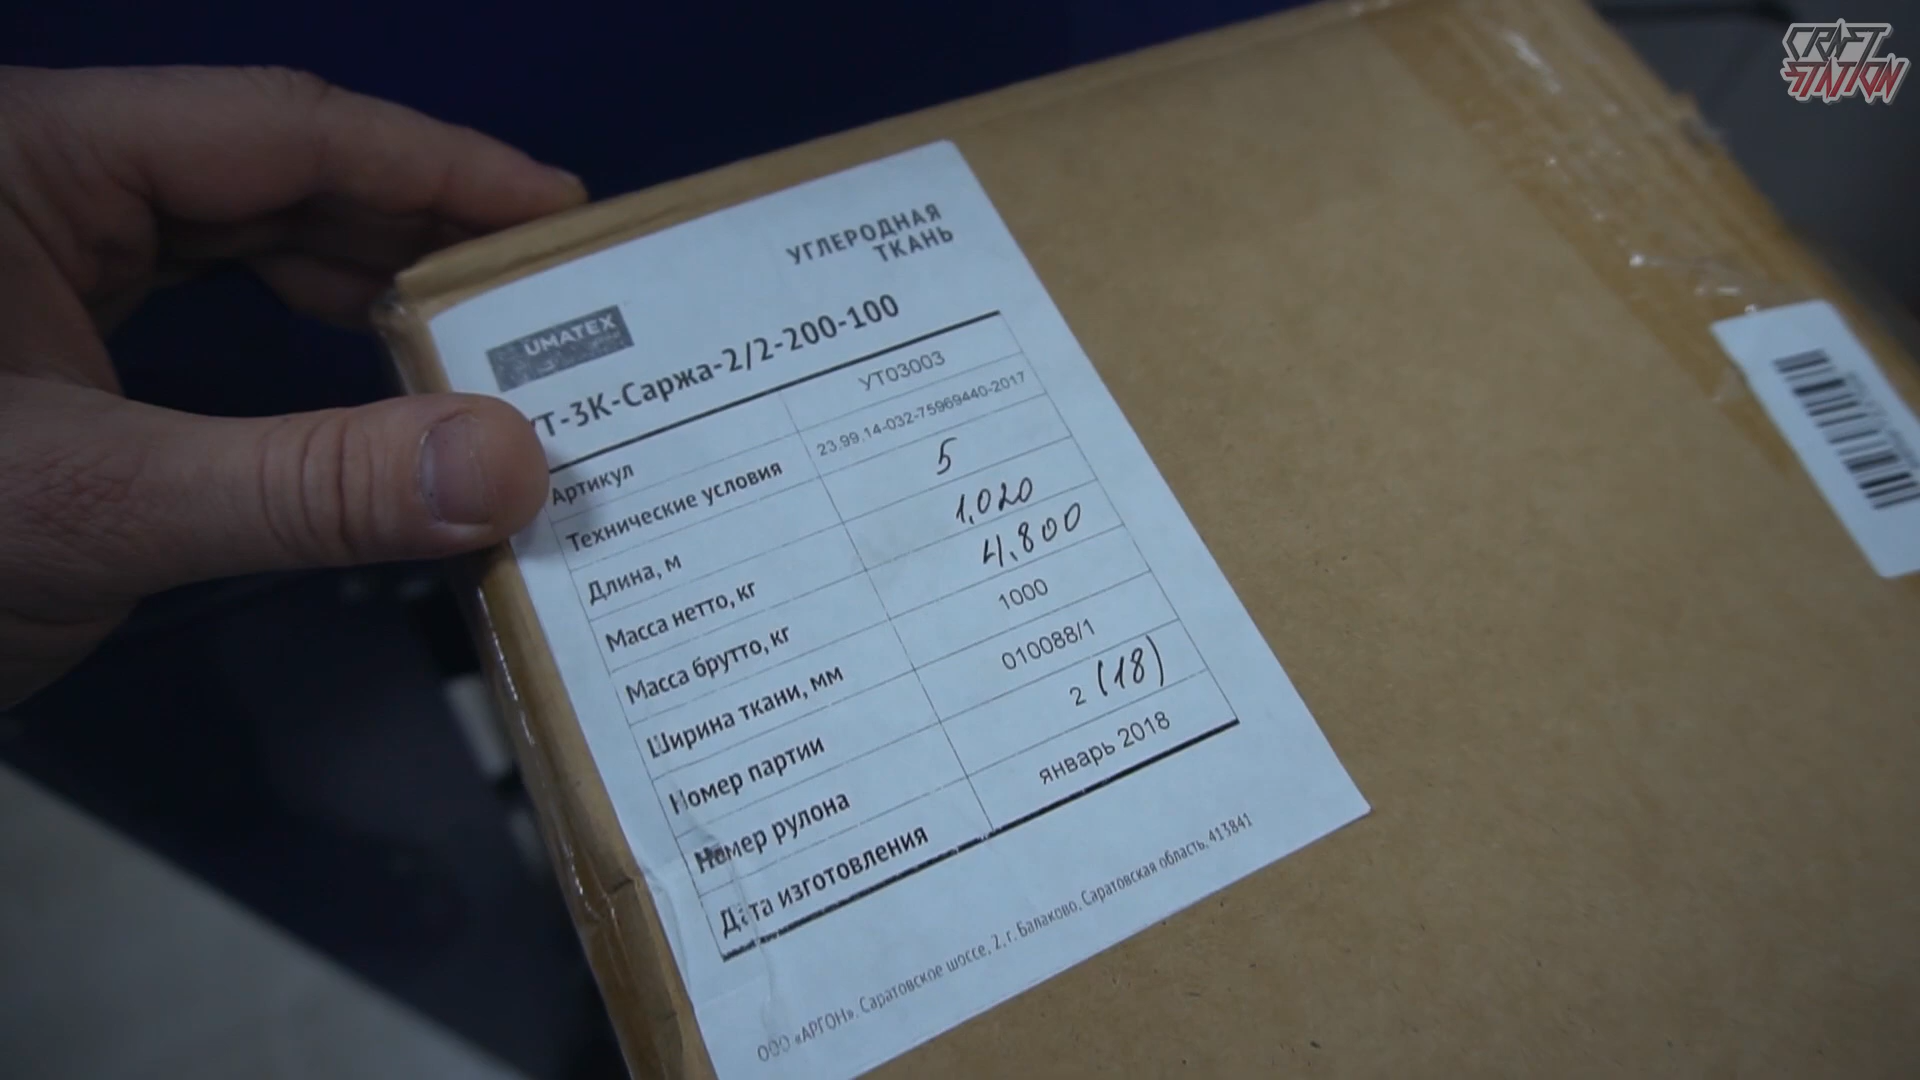 CRAFT
STATION
УГЛЕРОДНАЯ
ТКАНЬ
UMATEX
УТ-3К-Саржа-2/2-200-100
Артикул УТ03003
Технические условия 23.99.14-032-75969440-2017
Длина, м 5
Масса нетто, кг 1,020
Масса брутто, кг 4.800
Ширина ткани, мм 1000
Номер партии 010088/1
Номер рулона 2 (18)
Дата изготовления январь 2018
ООО «АРГОН». Саратовское шоссе, 2, г. Балаково, Саратовская область, 413841